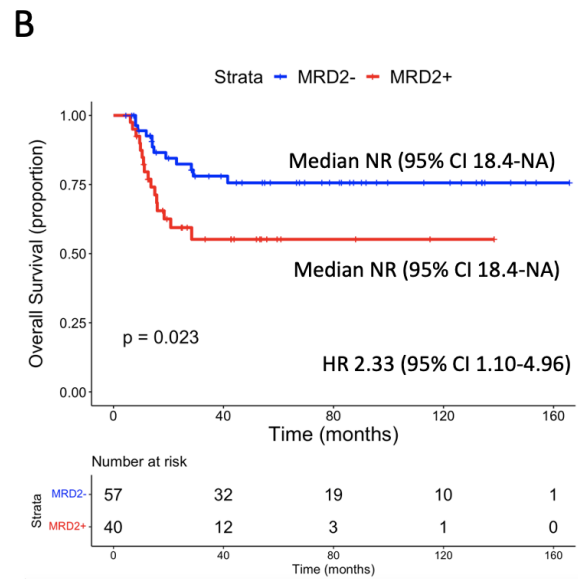 B
Strata MRD2- MRD2+
Overall Survival (proportion)
1.00
0.75
0.50
0.25
0.00
Median NR (95% CI 18.4-NA)
Median NR (95% CI 18.4-NA)
p = 0.023
HR 2.33 (95% CI 1.10-4.96)
0 40 80 120 160
Time (months)
Number at risk
Strata
MRD2- 57 32 19 10 1
MRD2+ 40 12 3 1 0
0 40 80 120 160
Time (months)